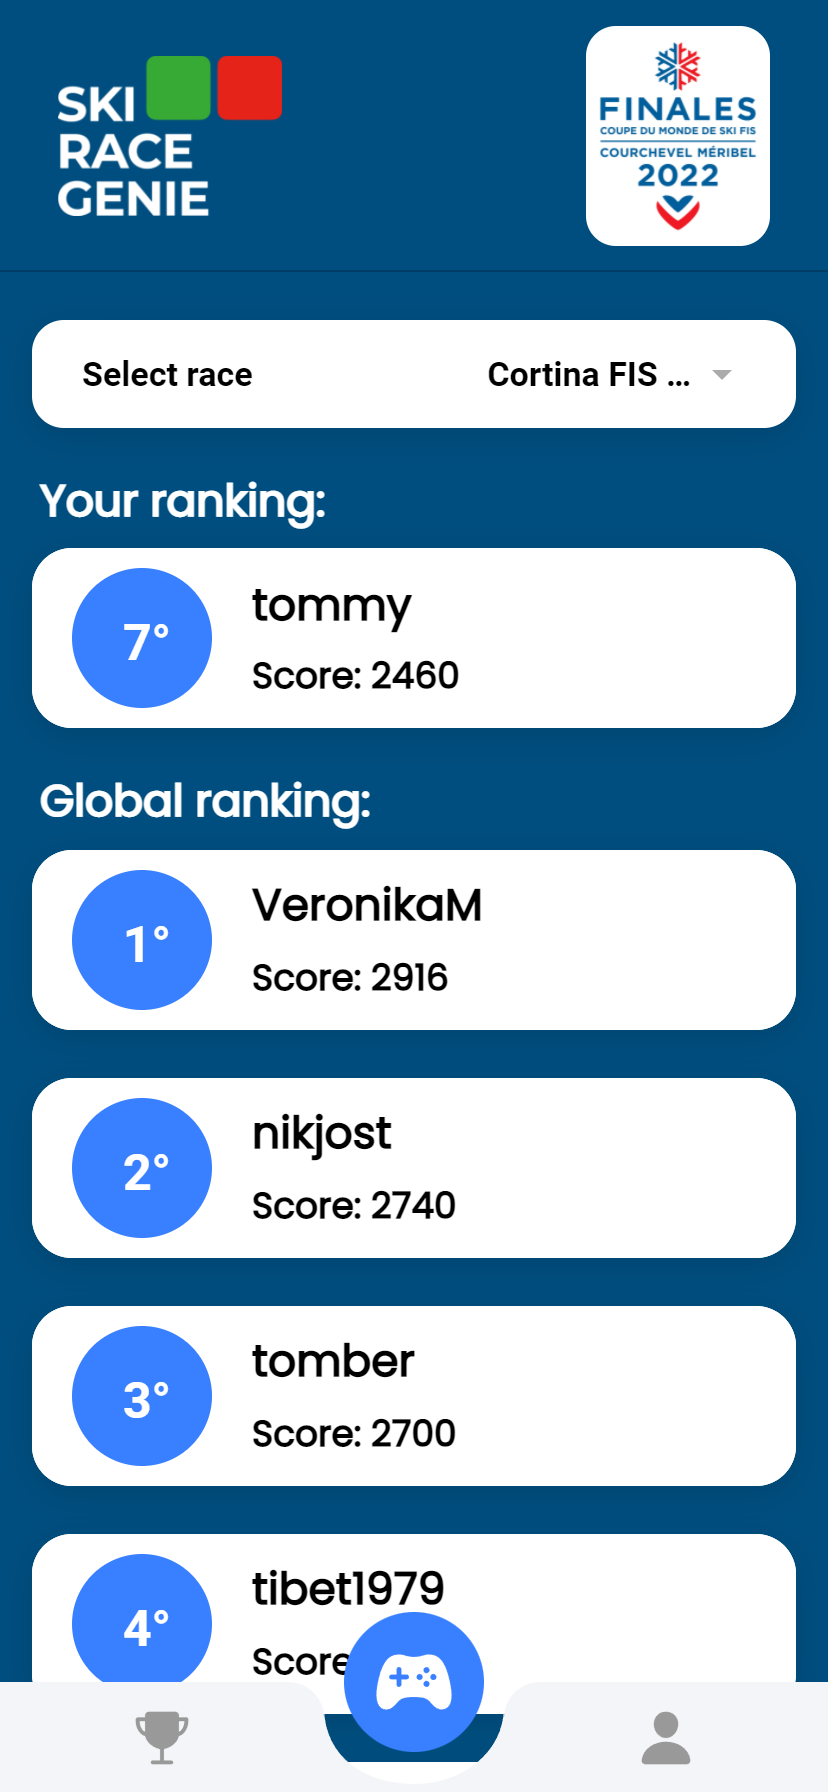 SKI
RACE
GENIE
FINALES
COUPE DU MONDE DE SKI FIS
COURCHEVEL MÉRIBEL
2022
Select race
Cortina FIS ...
Your ranking:
7°
tommy
Score: 2460
Global ranking:
1°
VeronikaM
Score: 2916
2°
nikjost
Score: 2740
3°
tomber
Score: 2700
4°
tibet1979
Score